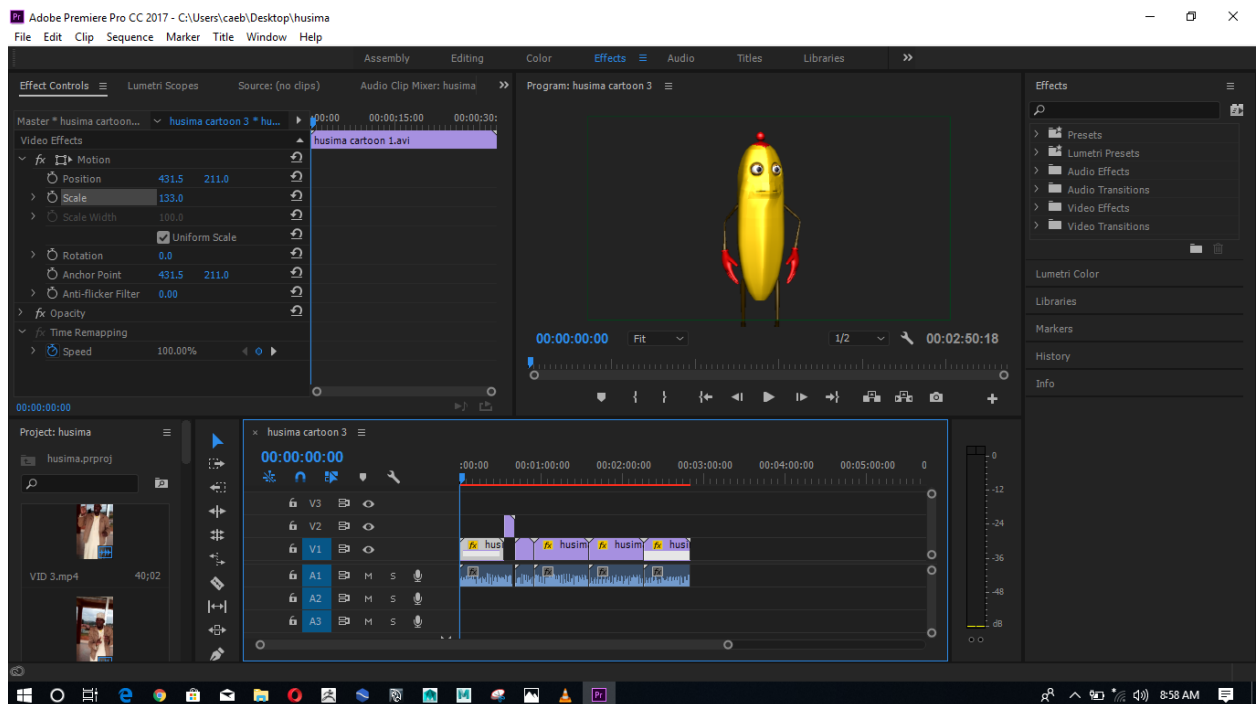 Pr Adobe Premiere Pro CC 2017 - C:\Users\caeb\Desktop\husima
File Edit Clip Sequence Marker Title Window Help
Assembly Editing Color Effects Audio Titles Libraries
Effect Controls Lumetri Scopes Source: (no clips) Audio Clip Mixer: husima
Master * husima cartoon... husima cartoon 3 * hu...
:00:00 00:00:15:00 00:00:30:
Video Effects
husima cartoon 1.avi
fx Motion
Position 431.5 211.0
Scale 133.0
Scale Width 100.0
Uniform Scale
Rotation 0.0
Anchor Point 431.5 211.0
Anti-flicker Filter 0.00
fx Opacity
fx Time Remapping
Speed 100.00%
00:00:00:00
Program: husima cartoon 3
00:00:00:00 Fit 1/2 00:02:50:18
Effects
Presets
Lumetri Presets
Audio Effects
Audio Transitions
Video Effects
Video Transitions
Lumetri Color
Libraries
Markers
History
Info
Project: husima
husima.prproj
VID 3.mp4 40;02
× husima cartoon 3
00:00:00:00
:00:00 00:01:00:00 00:02:00:00 00:03:00:00 00:04:00:00 00:05:00:00 0
V3
V2
V1
fx husi fx husim fx husim fx husi
A1 M S
fx fx fx fx
A2 M S
A3 M S
0
-12
-24
-36
-48
dB
Pr 8:58 AM